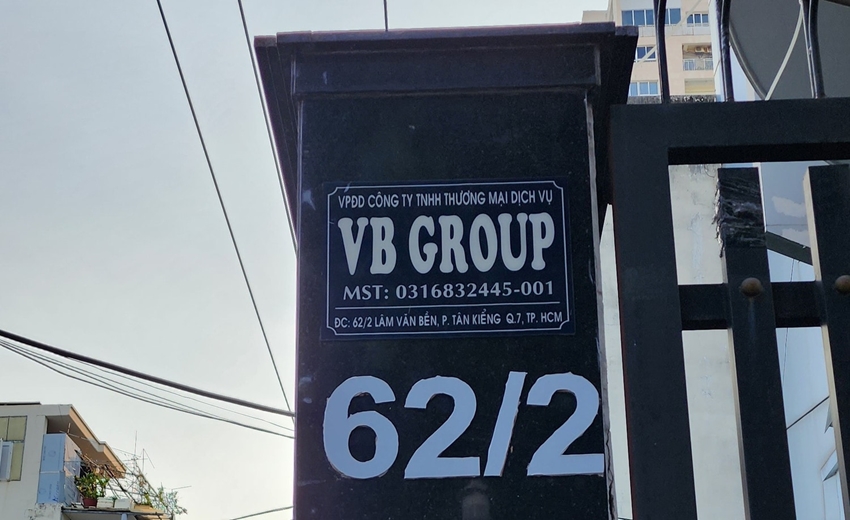 VPĐD CÔNG TY TNHH THƯƠNG MẠI DỊCH VỤ
VB GROUP
MST: 0316832445-001
ĐC: 62/2 LÂM VĂN BỀN, P. TÂN KIỂNG Q.7, TP. HCM
62/2